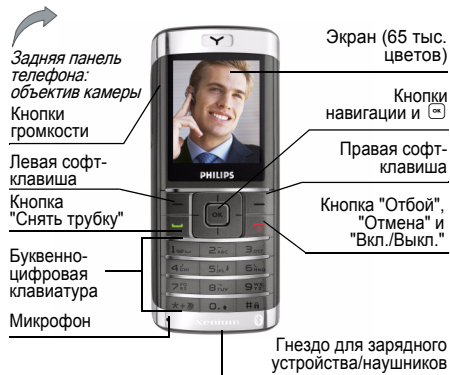 Задняя панель
телефона:
объектив камеры
Кнопки
громкости
Левая софт-
клавиша
Кнопка
"Снять трубку"
Буквенно-
цифровая
клавиатура
Микрофон
Экран (65 тыс.
цветов)
Кнопки
навигации и OK
Правая софт-
клавиша
Кнопка "Отбой",
"Отмена" и
"Вкл./Выкл."
Гнездо для зарядного
устройства/наушников
PHILIPS
OK
Xenium